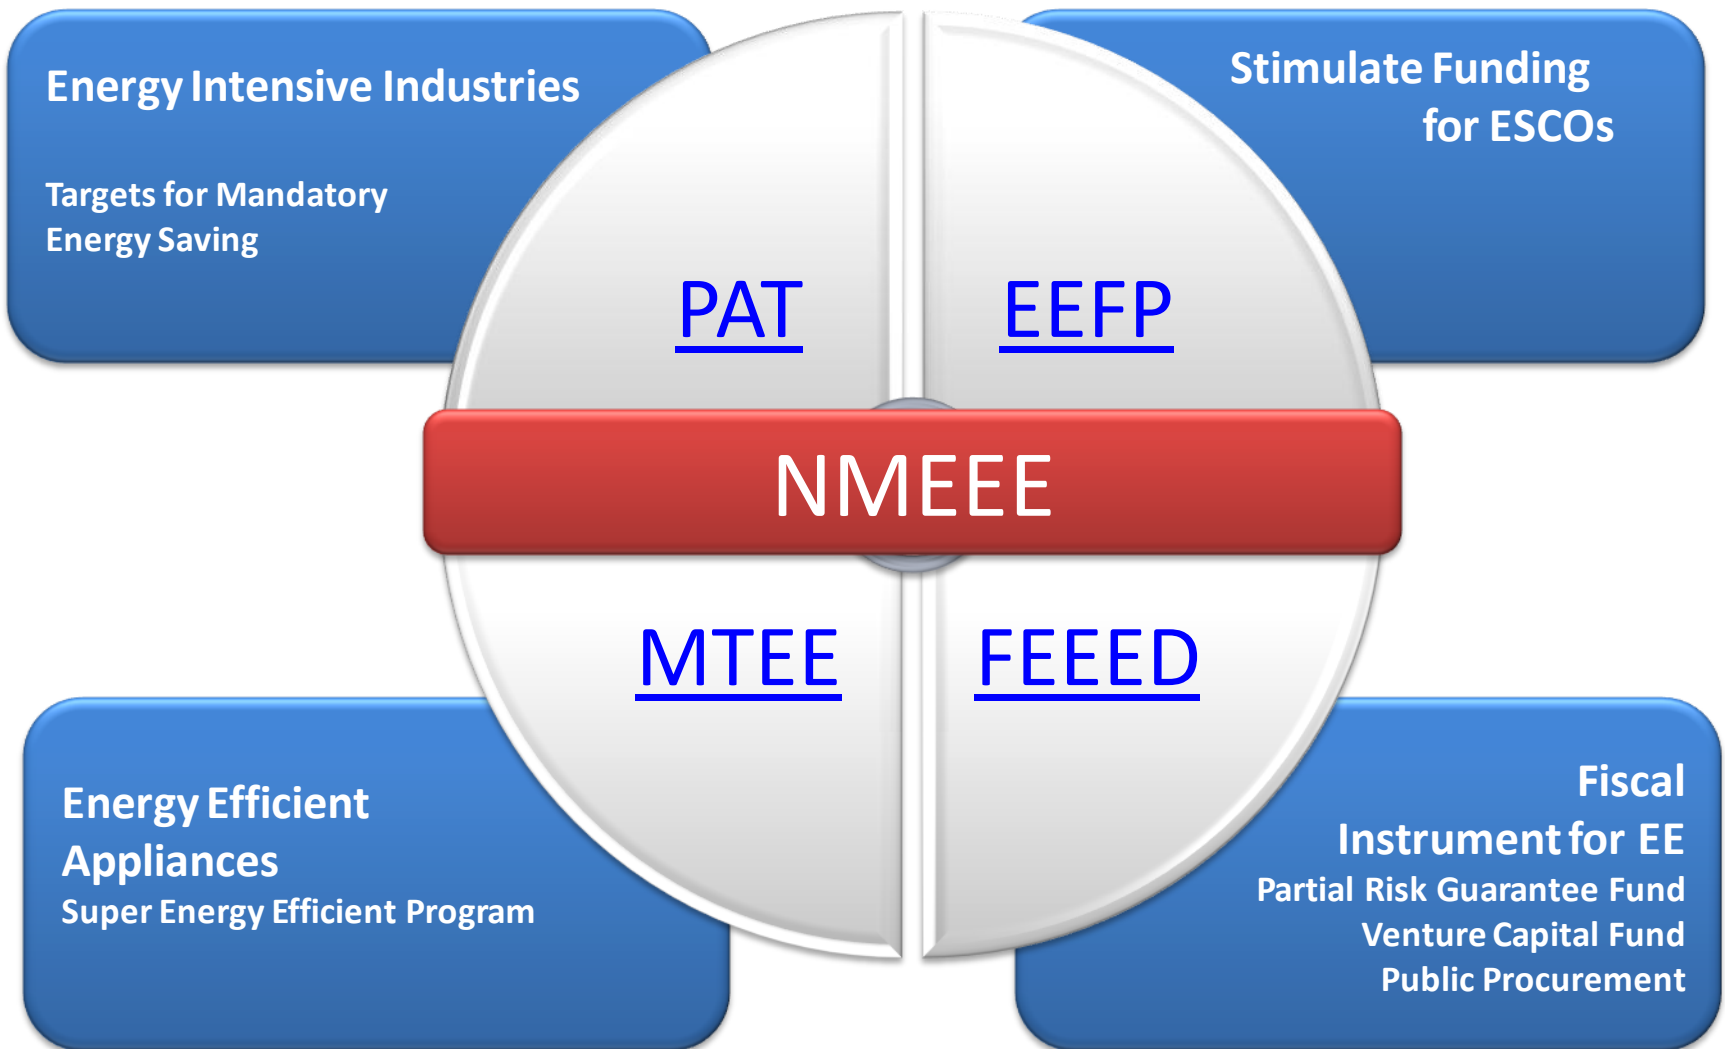 Energy Intensive Industries
Targets for Mandatory
Energy Saving
Stimulate Funding
for ESCOs
PAT
EEFP
NMEEE
MTEE
FEEED
Energy Efficient
Appliances
Super Energy Efficient Program
Fiscal
Instrument for EE
Partial Risk Guarantee Fund
Venture Capital Fund
Public Procurement